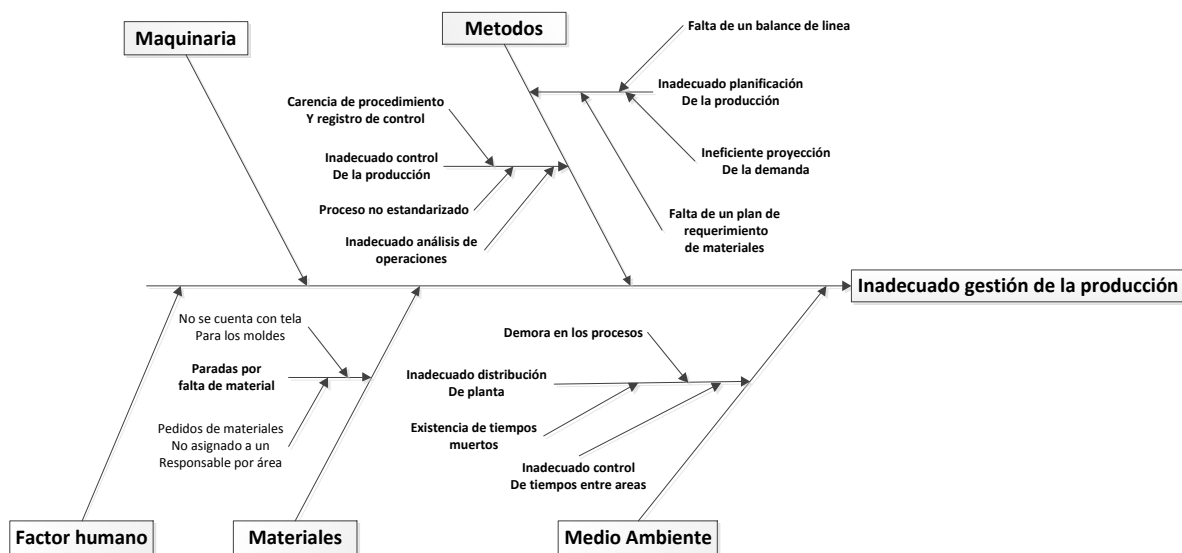 Maquinaria
Metodos
Falta de un balance de linea
Inadecuado planificación
De la producción
Carencia de procedimiento
Y registro de control
Inadecuado control
De la producción
Ineficiente proyección
De la demanda
Proceso no estandarizado
Falta de un plan de
requerimiento
de materiales
Inadecuado análisis de
operaciones
Inadecuado gestión de la producción
No se cuenta con tela
Para los moldes
Paradas por
falta de material
Pedidos de materiales
No asignado a un
Responsable por área
Demora en los procesos
Inadecuado distribución
De planta
Existencia de tiempos
muertos
Inadecuado control
De tiempos entre areas
Factor humano
Materiales
Medio Ambiente